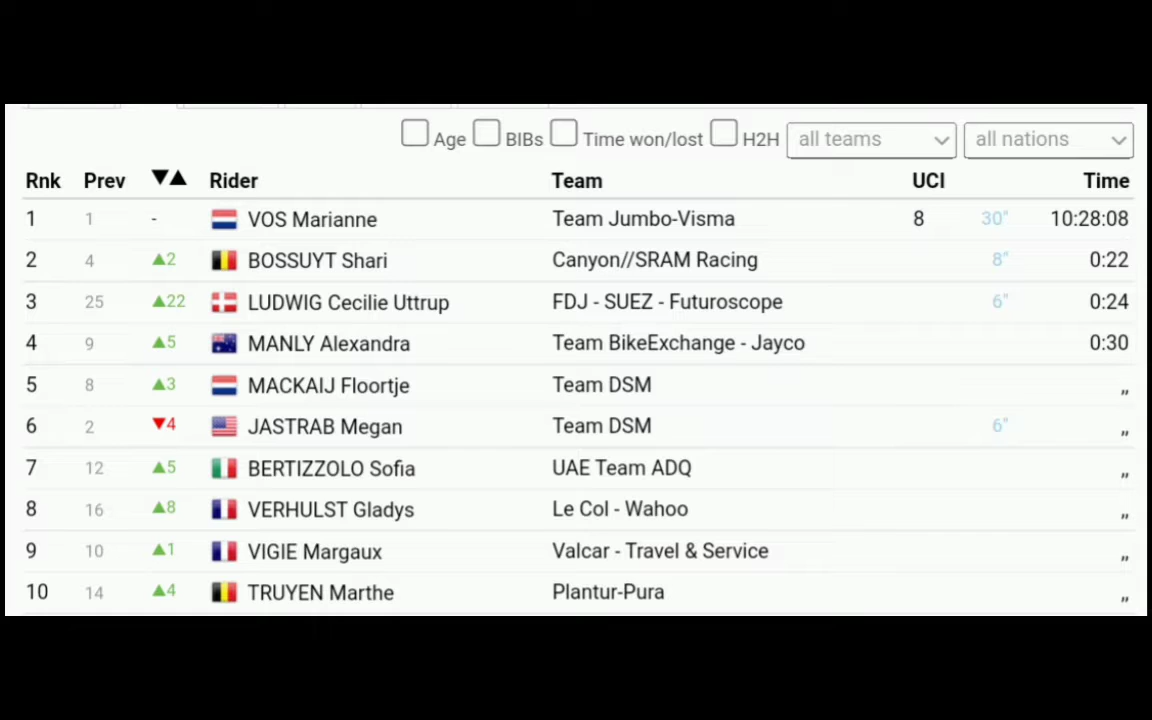 Age BIBs Time won/lost H2H all teams all nations
Rnk Prev ▼▲ Rider Team UCI Time
1 1 - VOS Marianne Team Jumbo-Visma 8 30" 10:28:08
2 4 ▲2 BOSSUYT Shari Canyon//SRAM Racing 8" 0:22
3 25 ▲22 LUDWIG Cecilie Uttrup FDJ - SUEZ - Futuroscope 6" 0:24
4 9 ▲5 MANLY Alexandra Team BikeExchange - Jayco 0:30
5 8 ▲3 MACKAIJ Floortje Team DSM ,,
6 2 ▼4 JASTRAB Megan Team DSM 6" ,,
7 12 ▲5 BERTIZZOLO Sofia UAE Team ADQ ,,
8 16 ▲8 VERHULST Gladys Le Col - Wahoo ,,
9 10 ▲1 VIGIE Margaux Valcar - Travel & Service ,,
10 14 ▲4 TRUYEN Marthe Plantur-Pura ,,